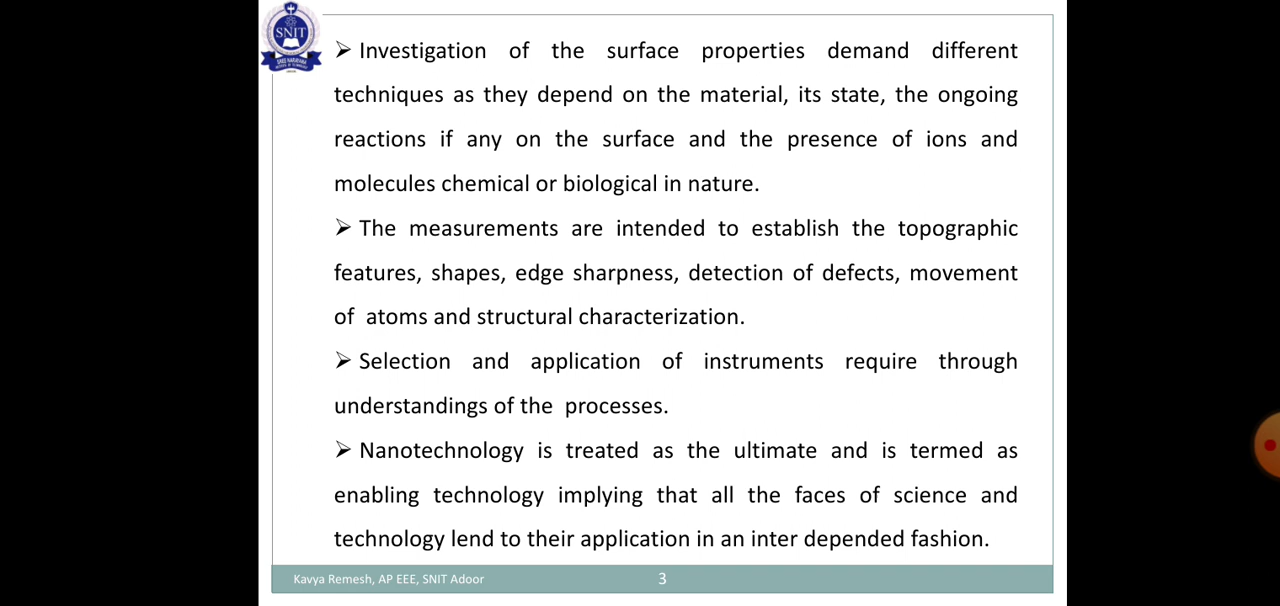 SNIT
➢ Investigation of the surface properties demand different
techniques as they depend on the material, its state, the ongoing
reactions if any on the surface and the presence of ions and
molecules chemical or biological in nature.
➢ The measurements are intended to establish the topographic
features, shapes, edge sharpness, detection of defects, movement
of atoms and structural characterization.
➢ Selection and application of instruments require through
understandings of the processes.
➢ Nanotechnology is treated as the ultimate and is termed as
enabling technology implying that all the faces of science and
technology lend to their application in an inter depended fashion.
Kavya Remesh, AP EEE, SNIT Adoor 3